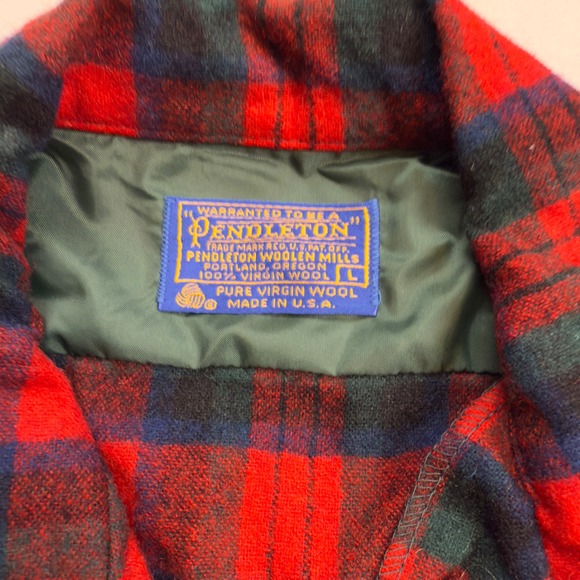 WARRANTED TO BE A
"PENDLETON"
TRADE MARK REG. U.S. PAT. OFF.
PENDLETON WOOLEN MILLS
PORTLAND, OREGON
100% VIRGIN WOOL L
® PURE VIRGIN WOOL
MADE IN U.S.A.